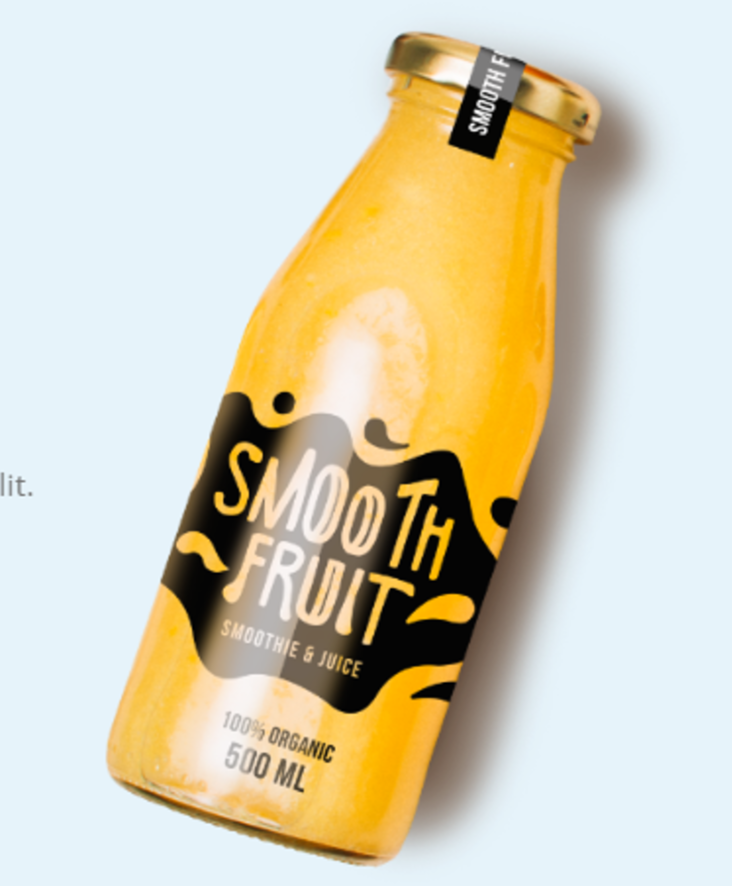 SMOOTH F
lit.
SMOOTH
FRUIT
SMOOTHIE & JUICE
100% ORGANIC
500 ML